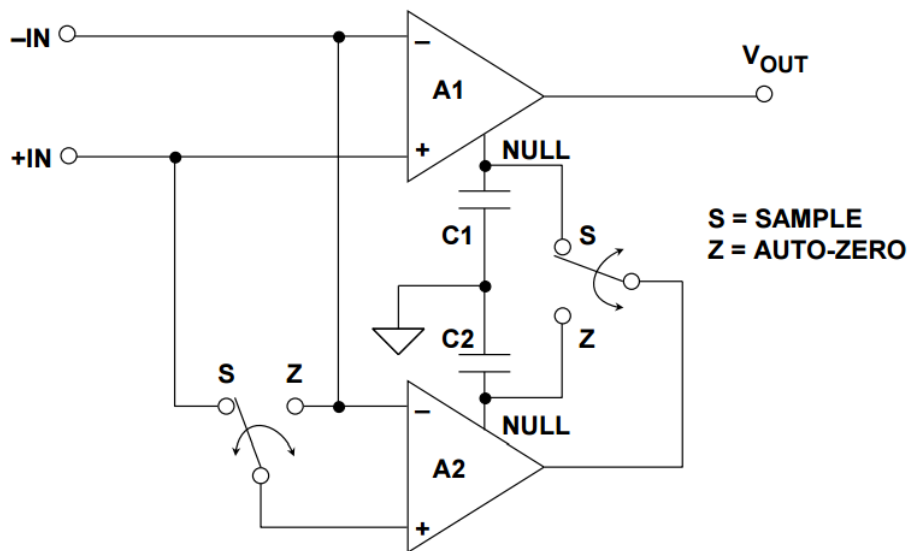 –IN
+IN
–
A1
+
NULL
V_OUT
C1
S
S = SAMPLE
Z = AUTO-ZERO
C2
Z
S
Z
–
NULL
A2
+